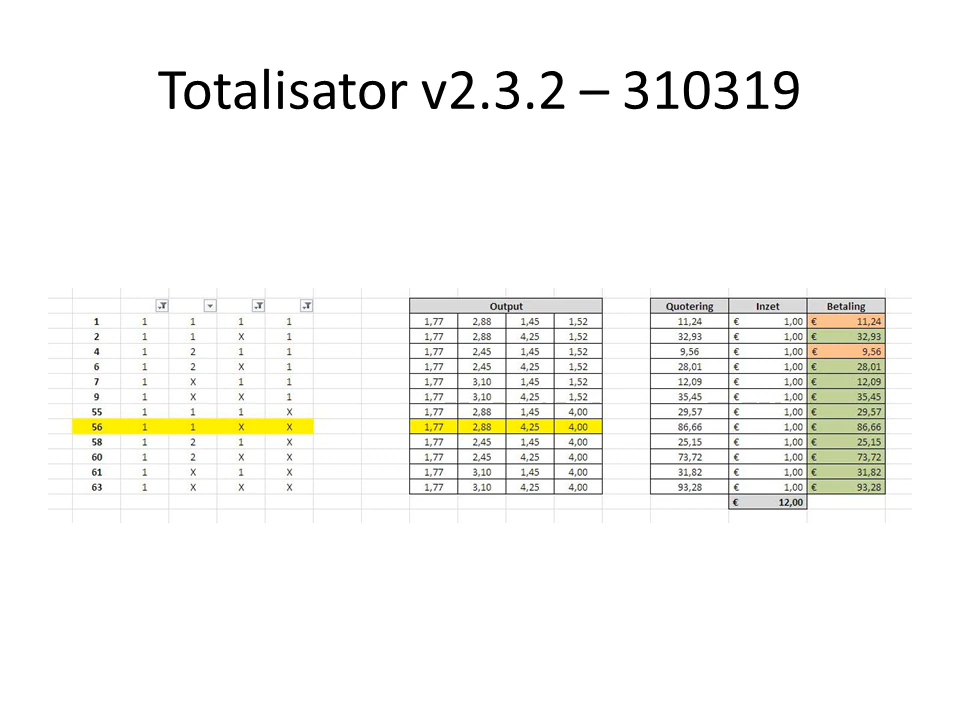 Totalisator v2.3.2 – 310319
Output Quotering Inzet Betaling
1 1 1 1 1 1,77 2,88 1,45 1,52 11,24 € 1,00 € 11,24
2 1 1 X 1 1,77 2,88 4,25 1,52 32,93 € 1,00 € 32,93
4 1 2 1 1 1,77 2,45 1,45 1,52 9,56 € 1,00 € 9,56
6 1 2 X 1 1,77 2,45 4,25 1,52 28,01 € 1,00 € 28,01
7 1 X 1 1 1,77 3,10 1,45 1,52 12,09 € 1,00 € 12,09
9 1 X X 1 1,77 3,10 4,25 1,52 35,45 € 1,00 € 35,45
55 1 1 1 X 1,77 2,88 1,45 4,00 29,57 € 1,00 € 29,57
56 1 1 X X 1,77 2,88 4,25 4,00 86,66 € 1,00 € 86,66
58 1 2 1 X 1,77 2,45 1,45 4,00 25,15 € 1,00 € 25,15
60 1 2 X X 1,77 2,45 4,25 4,00 73,72 € 1,00 € 73,72
61 1 X 1 X 1,77 3,10 1,45 4,00 31,82 € 1,00 € 31,82
63 1 X X X 1,77 3,10 4,25 4,00 93,28 € 1,00 € 93,28
€ 12,00